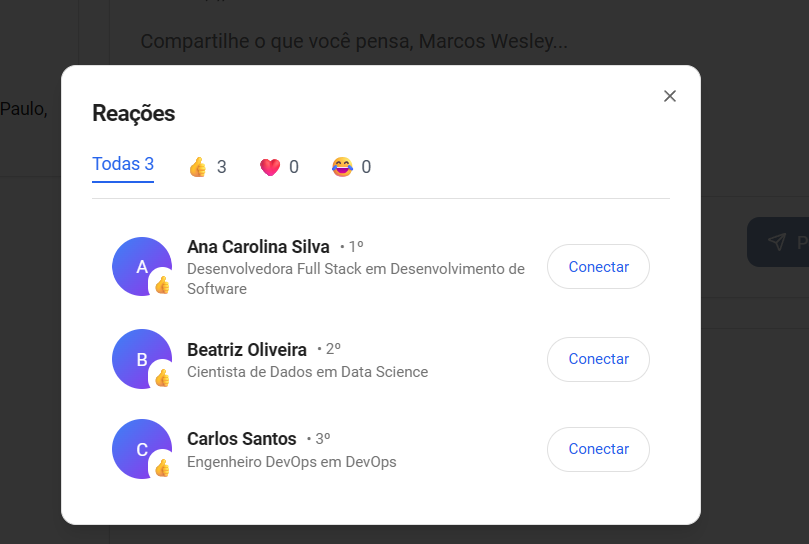 Compartilhe o que você pensa, Marcos Wesley...
Paulo,
Reações
Todas 3
👍 3
❤️ 0
😂 0
A
Ana Carolina Silva • 1º
Desenvolvedora Full Stack em Desenvolvimento de
Software
Conectar
B
Beatriz Oliveira • 2º
Cientista de Dados em Data Science
Conectar
C
Carlos Santos • 3º
Engenheiro DevOps em DevOps
Conectar
P